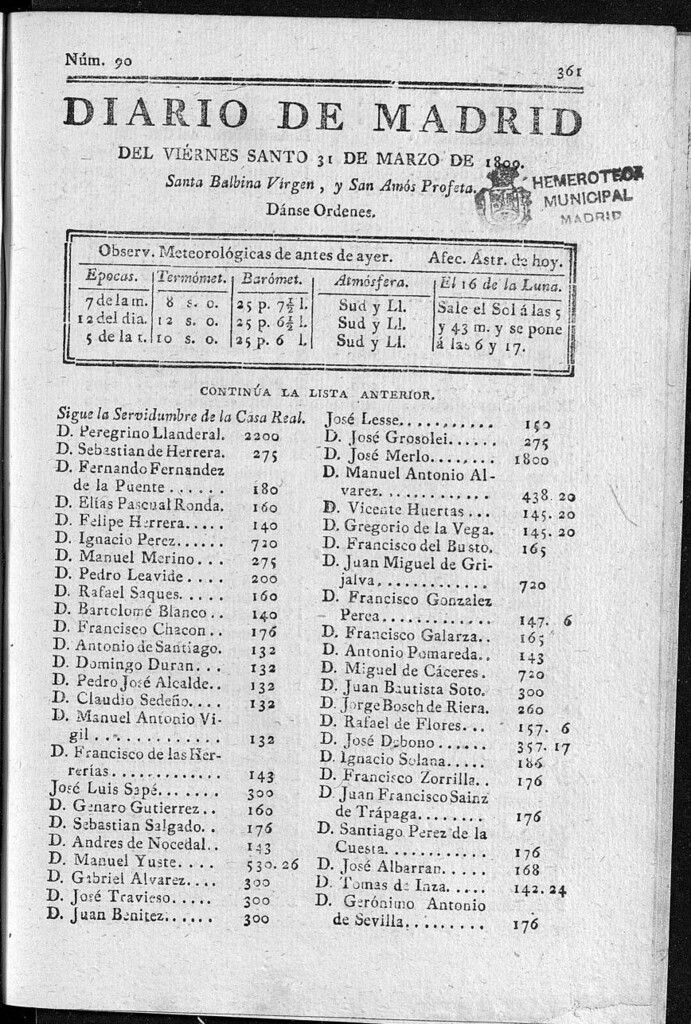 Núm. 90
361
DIARIO DE MADRID
DEL VIÉRNES SANTO 31 DE MARZO DE 1809.
Santa Balbina Vírgen, y San Amós Profeta.
Dánse Ordenes.
HEMEROTECA
MUNICIPAL
MADRID
Observ. Meteorológicas de antes de ayer. Afec. Astr. de hoy.
Epocas. Termómet. Barómet. Atmósfera. El 16 de la Luna.
7 de la m. 8 s. o. 25 p. 7½ l. Sud y Ll. Sale el Sol á las 5
12 del dia. 12 s. o. 25 p. 6½ l. Sud y Ll. y 43 m. y se pone
5 de la t. 10 s. o. 25 p. 6 l. Sud y Ll. á las 6 y 17.
CONTINÚA LA LISTA ANTERIOR.
Sigue la Servidumbre de la Casa Real.
D. Peregrino Llanderal. 2200
D. Sebastian de Herrera. 275
D. Fernando Fernandez
de la Puente ...... 180
D. Elías Pascual Ronda. 160
D. Felipe Herrera..... 140
D. Ignacio Perez...... 720
D. Manuel Merino... 275
D. Pedro Leavide.... 200
D. Rafael Saques.... 160
D. Bartolomé Blanco.. 140
D. Francisco Chacon.. 176
D. Antonio de Santiago. 132
D. Domingo Duran... 132
D. Pedro José Alcalde.. 132
D. Claudio Sedeño.... 132
D. Manuel Antonio Vi-
gil............. 132
D. Francisco de las Her-
rerías............ 143
José Luis Sapé...... 300
D. Genaro Gutierrez.. 160
D. Sebastian Salgado.. 176
D. Andres de Nocedal.. 143
D. Manuel Yuste.... 530. 26
D. Gabriel Alvarez.... 300
D. José Travieso..... 300
D. Juan Benitez...... 300
José Lesse........... 150
D. José Grosolei...... 275
D. José Merlo........ 1800
D. Manuel Antonio Al-
varez............ 438. 20
D. Vicente Huertas... 145. 20
D. Gregorio de la Vega. 145. 20
D. Francisco del Busto. 165
D. Juan Miguel de Gri-
jalva............ 720
D. Francisco Gonzalez
Perea............ 147. 6
D. Francisco Galarza.. 165
D. Antonio Pomareda.. 143
D. Miguel de Cáceres. 720
D. Juan Bautista Soto. 300
D. Jorge Bosch de Riera. 260
D. Rafael de Flores... 157. 6
D. José Debono...... 357. 17
D. Ignacio Solana.... 186
D. Francisco Zorrilla.. 176
D. Juan Francisco Sainz
de Trápaga........ 176
D. Santiago Perez de la
Cuesta........... 176
D. José Albarran.... 168
D. Tomas de Inza.... 142. 24
D. Gerónimo Antonio
de Sevilla......... 176